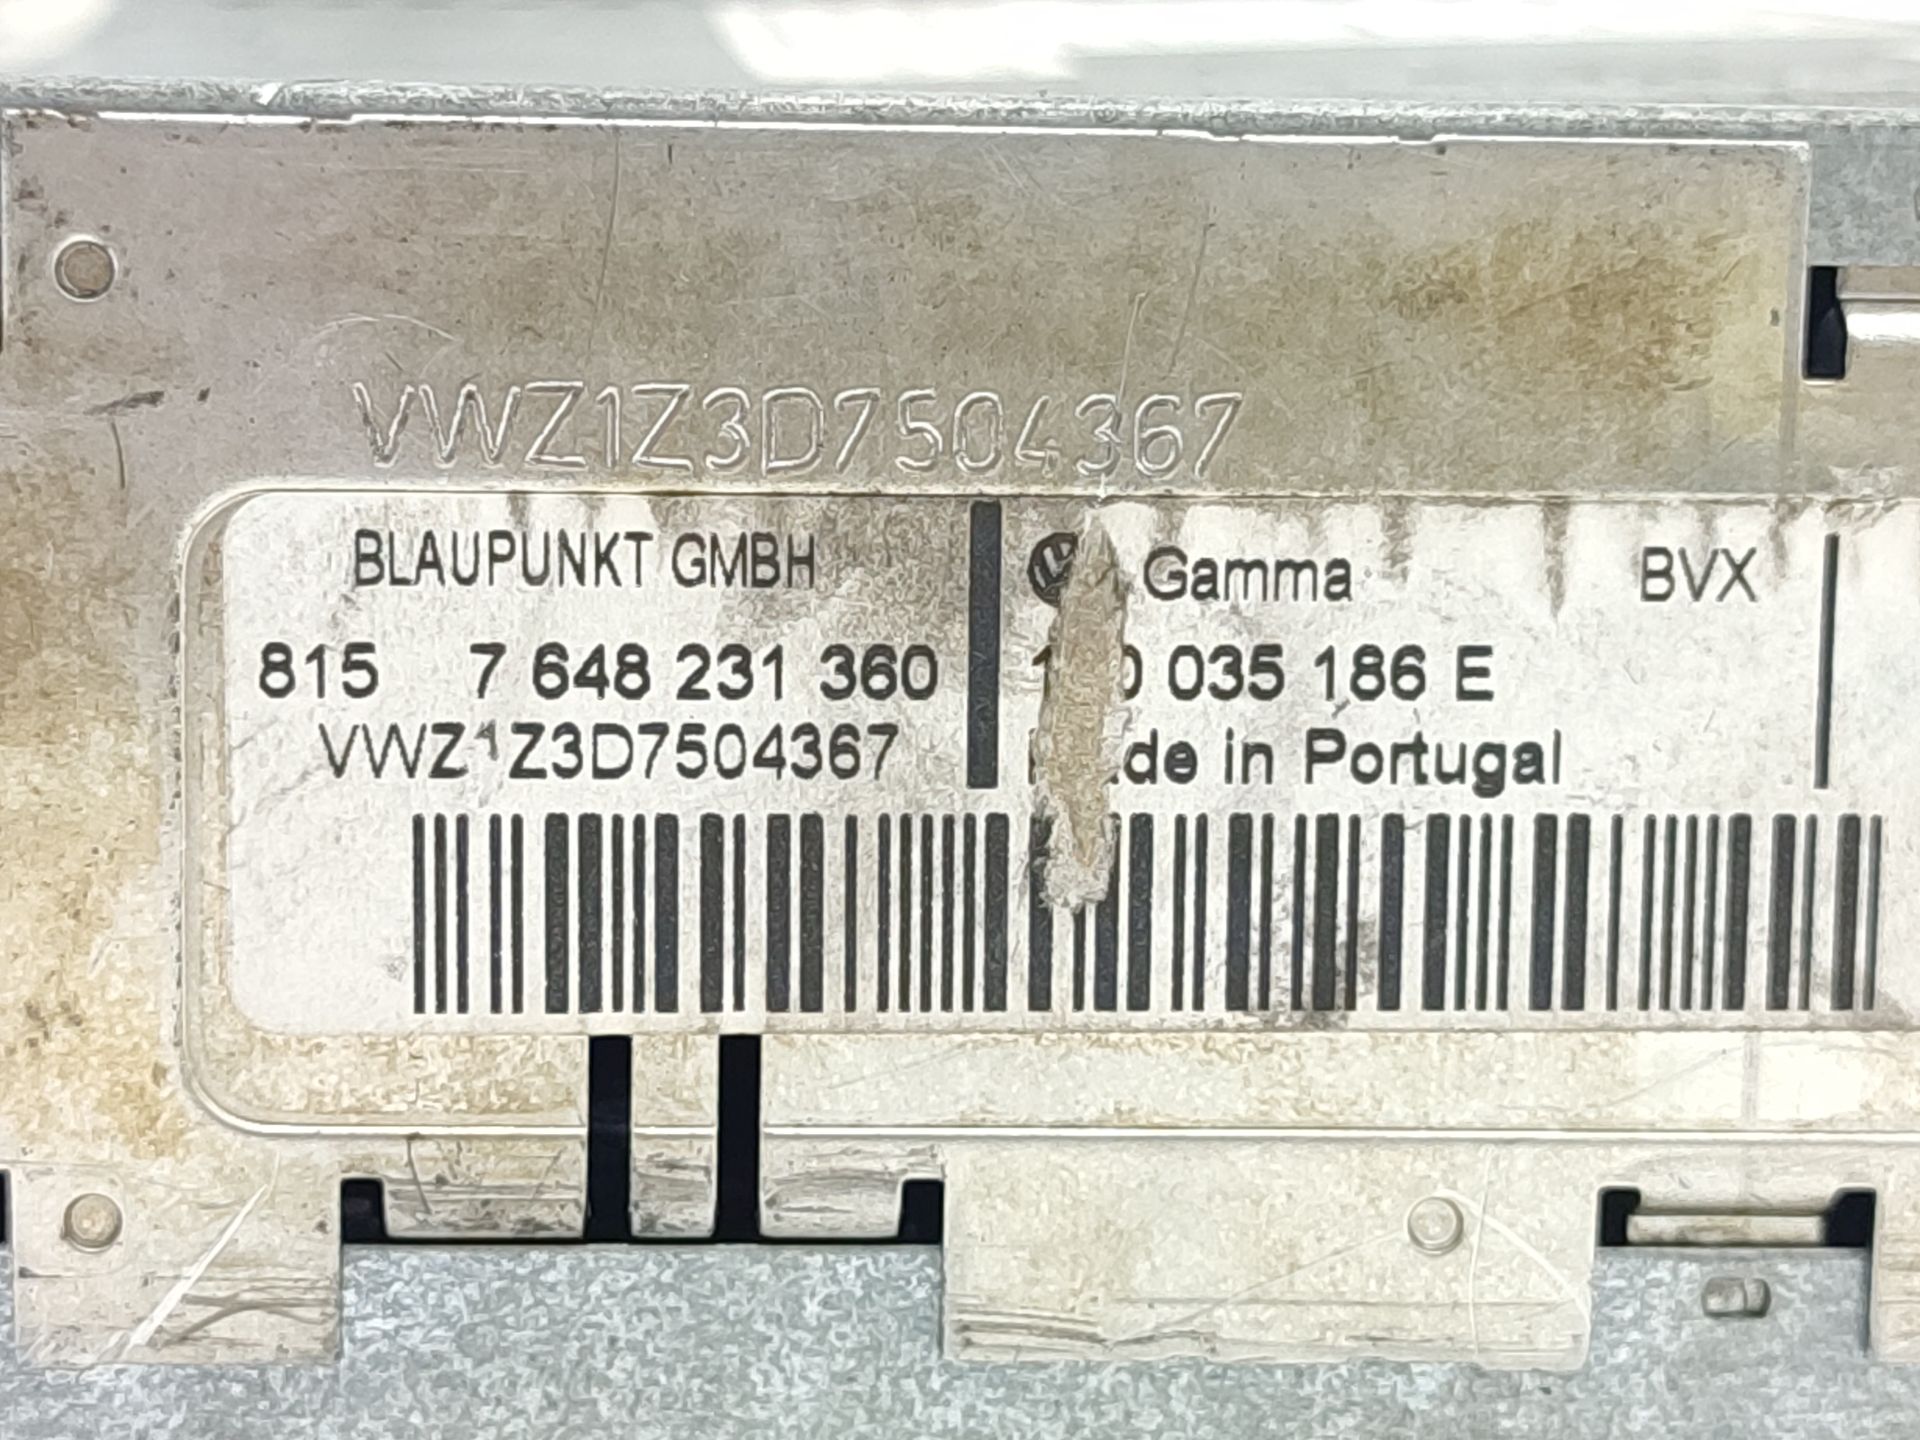 VWZ1Z3D7504367
BLAUPUNKT GMBH
Gamma BVX
815 7 648 231 360
035 186 E
VWZ1Z3D7504367
in Portugal